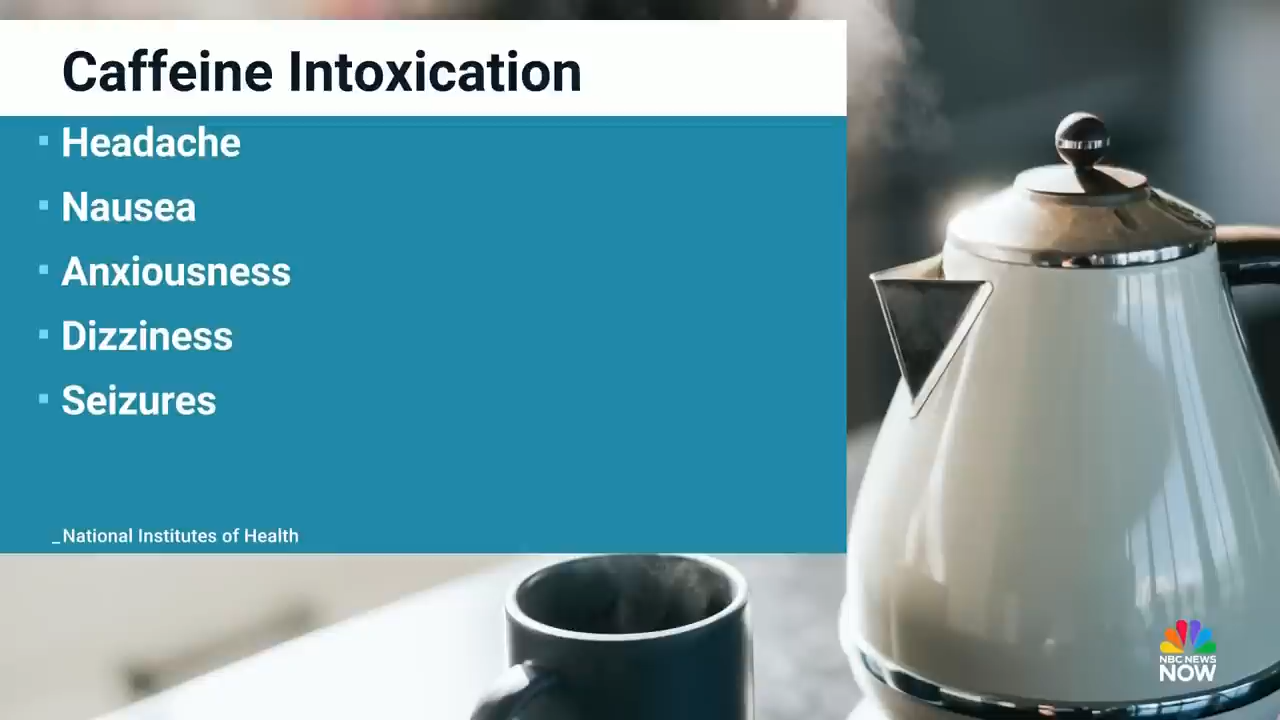 Caffeine Intoxication
▪ Headache
▪ Nausea
▪ Anxiousness
▪ Dizziness
▪ Seizures
_National Institutes of Health
NBC NEWS
NOW